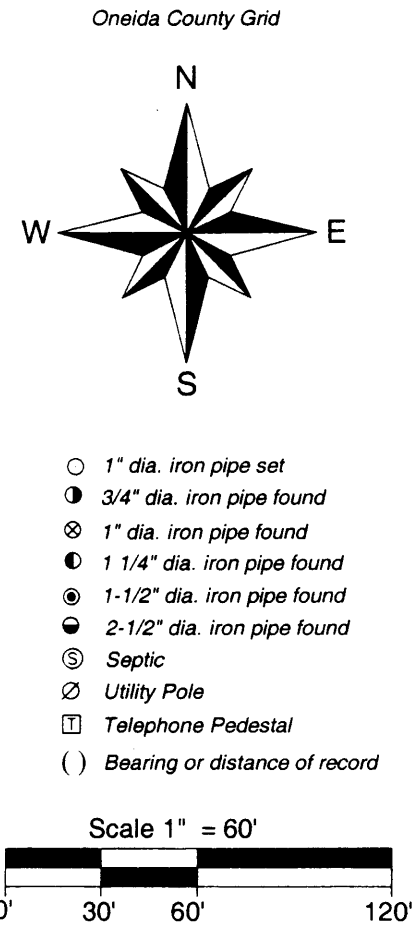 Oneida County Grid
N
W E
S
1" dia. iron pipe set
3/4" dia. iron pipe found
1" dia. iron pipe found
1 1/4" dia. iron pipe found
1-1/2" dia. iron pipe found
2-1/2" dia. iron pipe found
S Septic
Utility Pole
T Telephone Pedestal
( ) Bearing or distance of record
Scale 1" = 60'
0' 30' 60' 120'